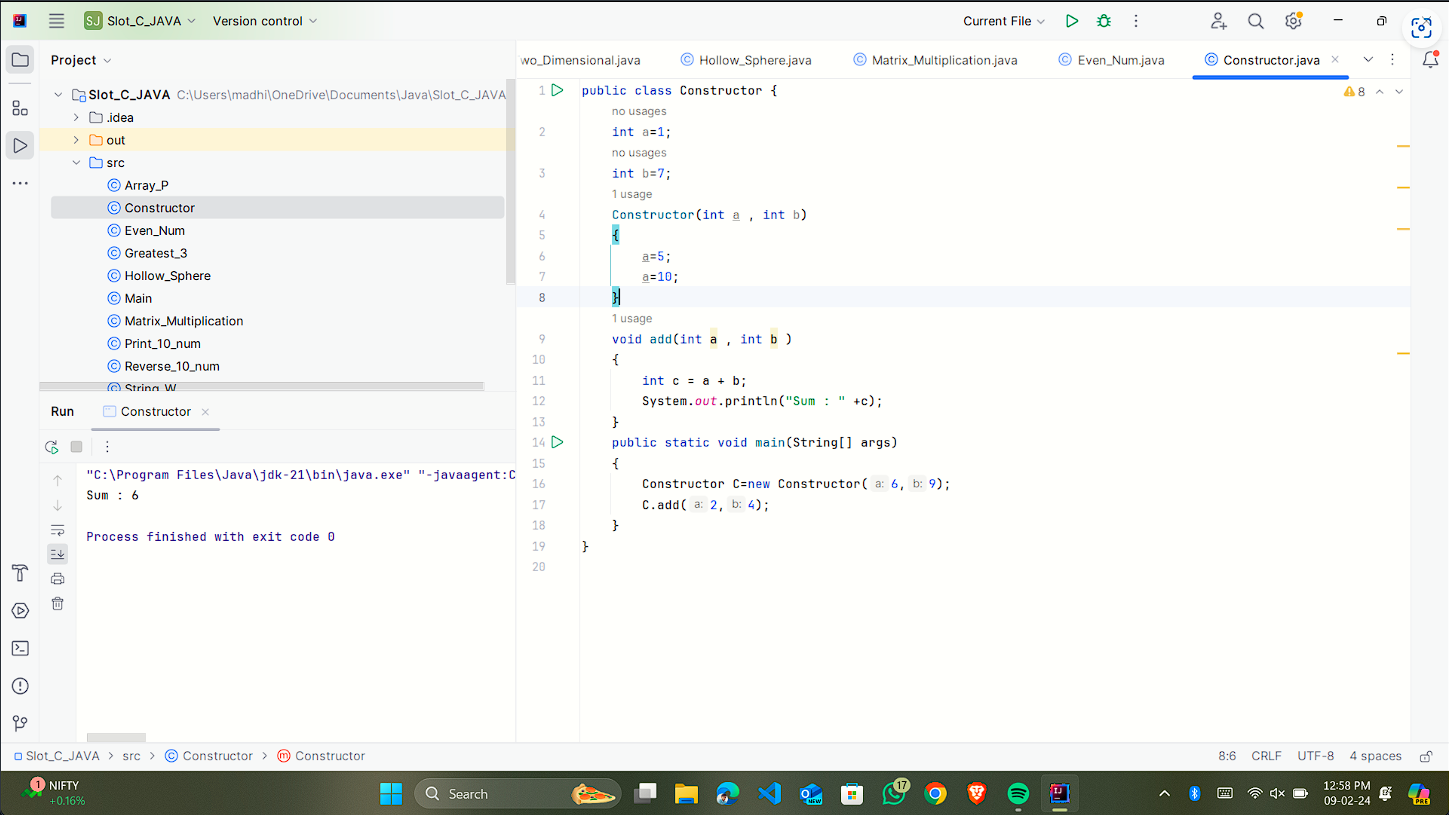 SJ Slot_C_JAVA Version control Current File
Project
Slot_C_JAVA C:\Users\madhi\OneDrive\Documents\Java\Slot_C_JAVA
.idea
out
src
Array_P
Constructor
Even_Num
Greatest_3
Hollow_Sphere
Main
Matrix_Multiplication
Print_10_num
Reverse_10_num
String_W
wo_Dimensional.java Hollow_Sphere.java Matrix_Multiplication.java Even_Num.java Constructor.java
8
1 public class Constructor {
no usages
2 int a=1;
no usages
3 int b=7;
1 usage
4 Constructor(int a , int b)
5 {
6 a=5;
7 a=10;
8 }
1 usage
9 void add(int a , int b )
10 {
11 int c = a + b;
12 System.out.println("Sum : " +c);
13 }
14 public static void main(String[] args)
15 {
16 Constructor C=new Constructor( a: 6, b: 9);
17 C.add( a: 2, b: 4);
18 }
19 }
20
Run Constructor
"C:\Program Files\Java\jdk-21\bin\java.exe" "-javaagent:C
Sum : 6
Process finished with exit code 0
Slot_C_JAVA > src > Constructor > Constructor
8:6 CRLF UTF-8 4 spaces
1 NIFTY
+0.16%
Search
NEW
17
12:58 PM
09-02-24
PRE